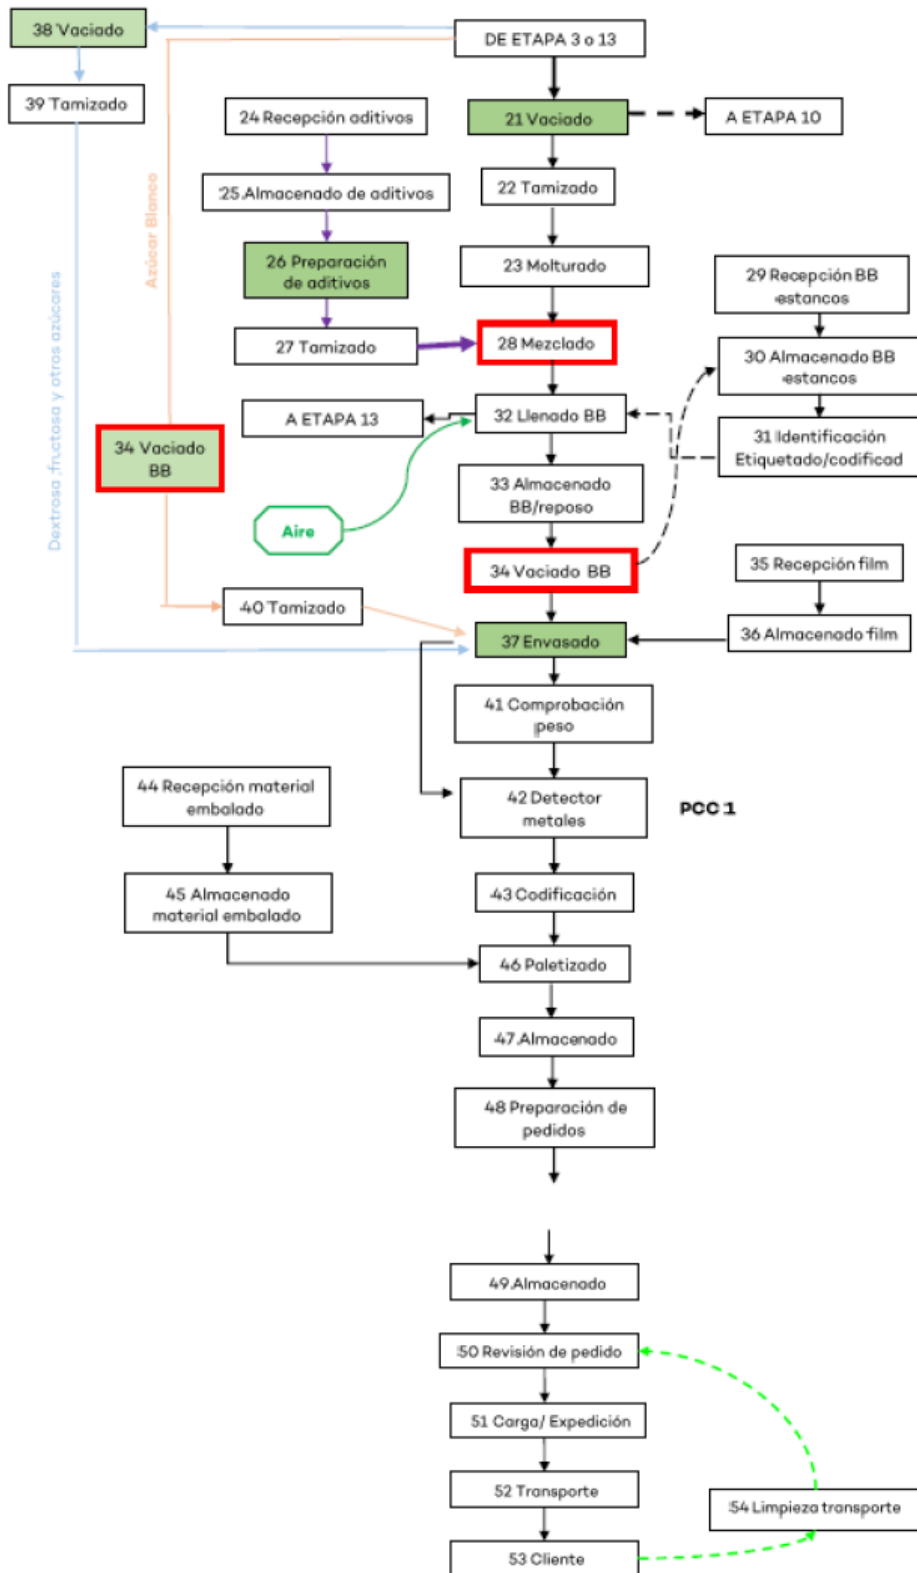 38 Vaciado
DE ETAPA 3 o 13
39 Tamizado
24 Recepción aditivos
21 Vaciado
A ETAPA 10
25.Almacenado de aditivos
22 Tamizado
Azúcar Blanco
26 Preparación
de aditivos
23 Molturado
29 Recepción BB
estancos
Dextrosa ,fructosa y otros azúcares
27 Tamizado
28 Mezclado
30 Almacenado BB
estancos
A ETAPA 13
32 Llenado BB
31 Identificación
Etiquetado/codificad
34 Vaciado
BB
33 Almacenado
BB/reposo
Aire
34 Vaciado BB
35 Recepción film
40 Tamizado
37 Envasado
36 Almacenado film
41 Comprobación
peso
44 Recepción material
embalado
42 Detector
metales
PCC 1
45 Almacenado
material embalado
43 Codificación
46 Paletizado
47.Almacenado
48 Preparación de
pedidos
49.Almacenado
50 Revisión de pedido
51 Carga/ Expedición
52 Transporte
54 Limpieza transporte
53 Cliente